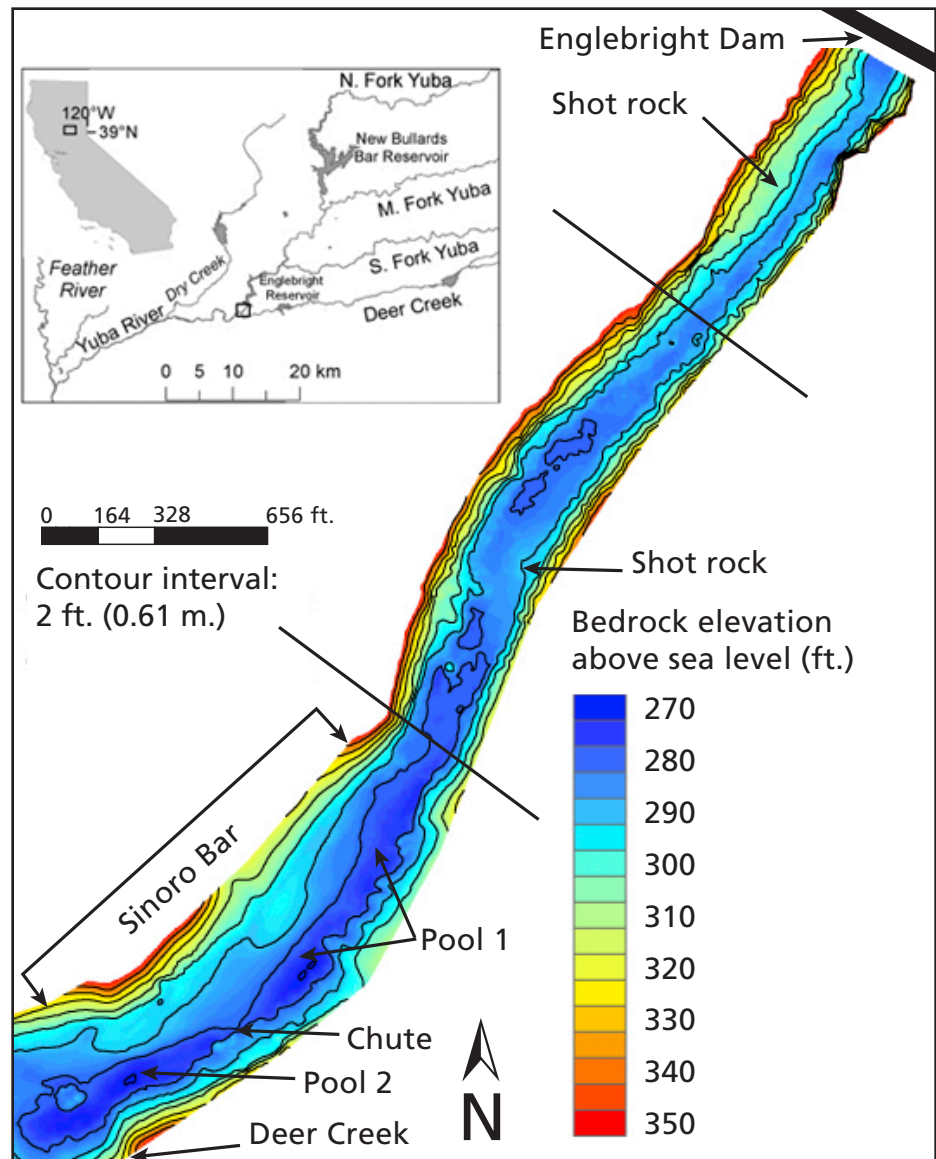 Englebright Dam
Shot rock
N. Fork Yuba
120°W
39°N
New Bullards
Bar Reservoir
M. Fork Yuba
S. Fork Yuba
Feather
River
Dry Creek
Englebright
Reservoir
Yuba River
Deer Creek
0 5 10 20 km
0 164 328 656 ft.
Contour interval:
2 ft. (0.61 m.)
Shot rock
Bedrock elevation
above sea level (ft.)
270
280
290
300
310
320
330
340
350
Sinoro Bar
Pool 1
Chute
Pool 2
Deer Creek
N